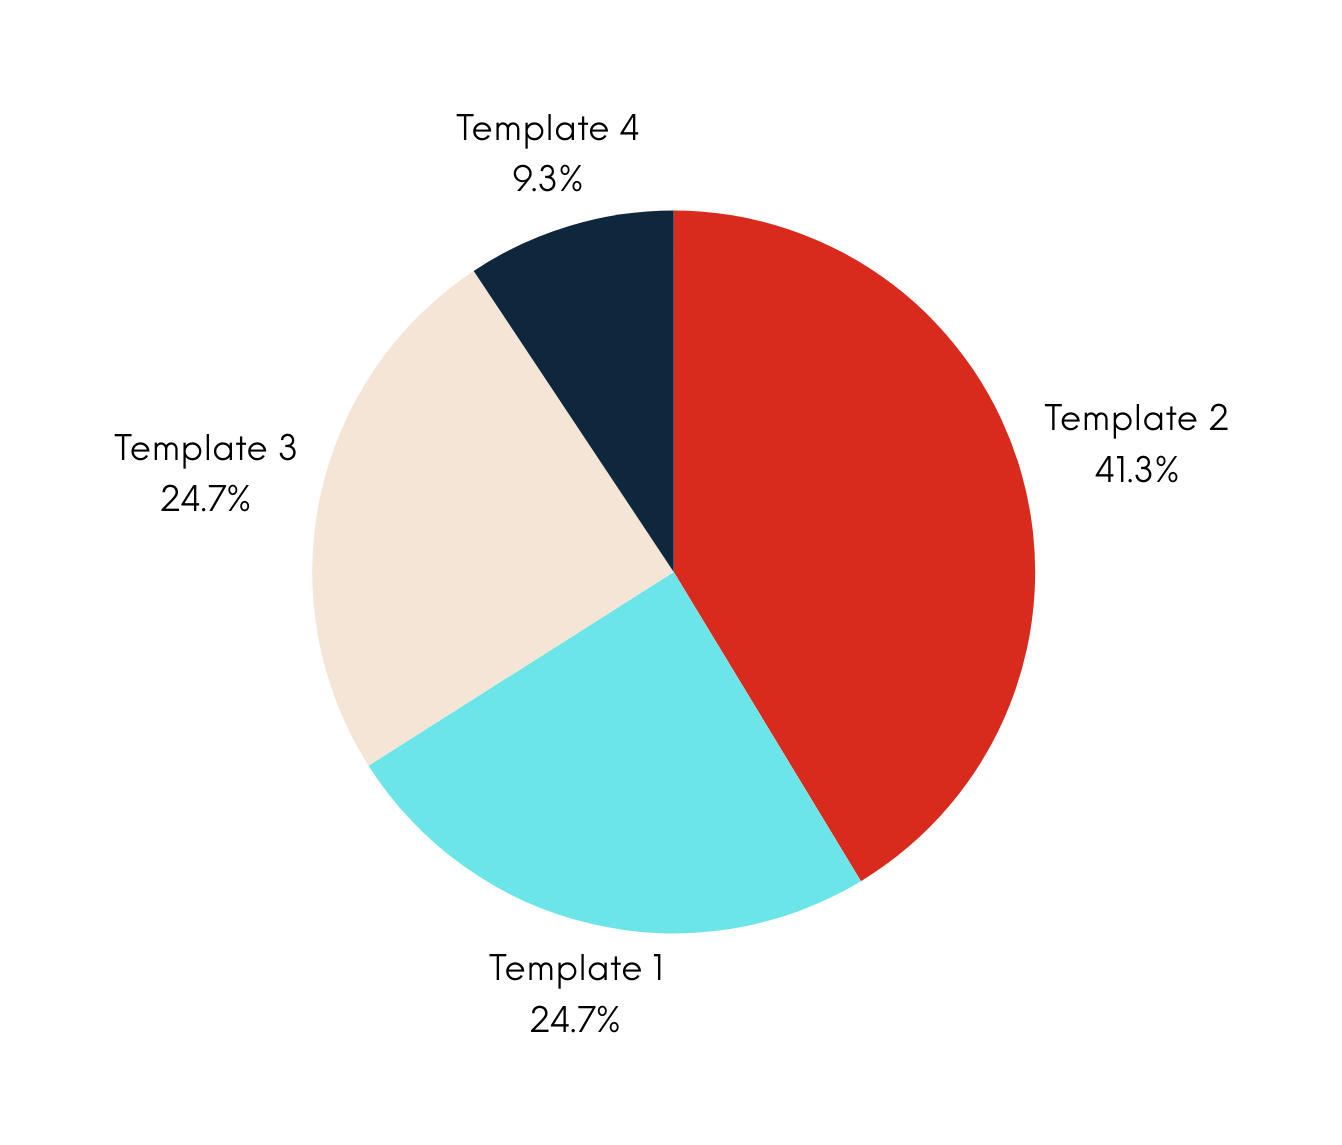 Template 4
9.3%
Template 2
41.3%
Template 3
24.7%
Template 1
24.7%